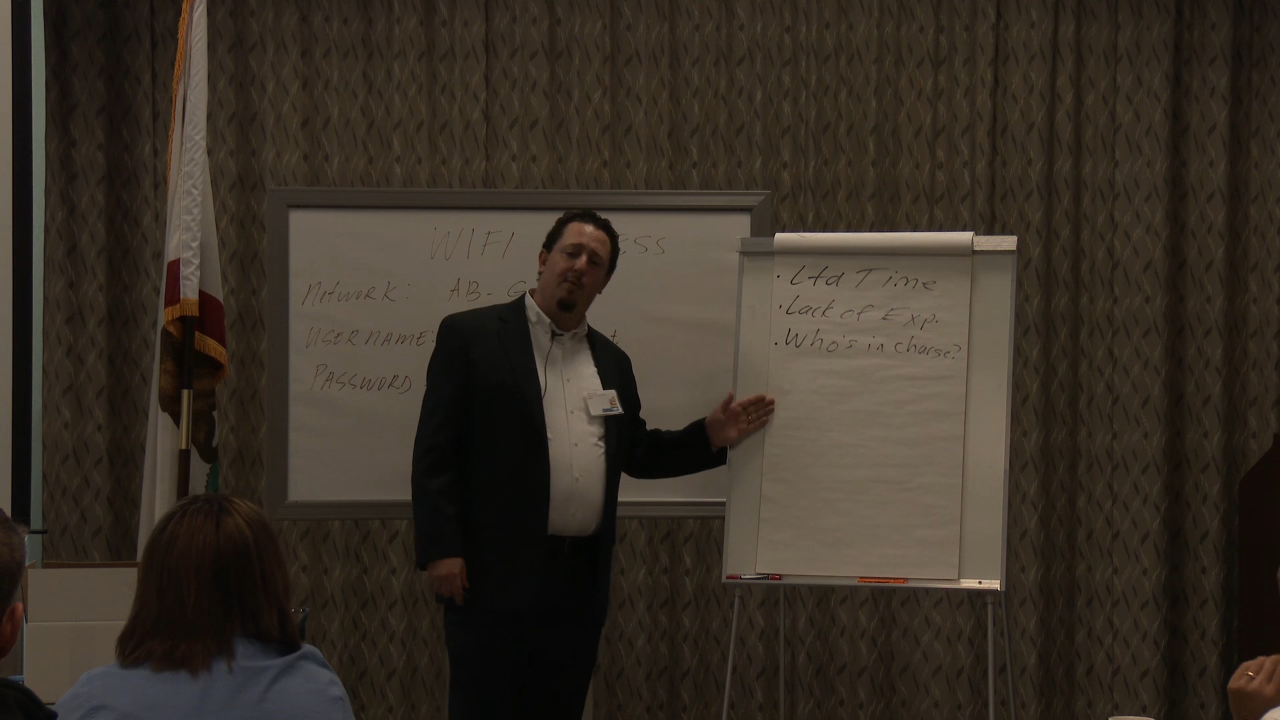 WIFI
Network: AB-
USERNAME:
PASSWORD
• Ltd Time
• Lack of Exp.
• Who's in charge?